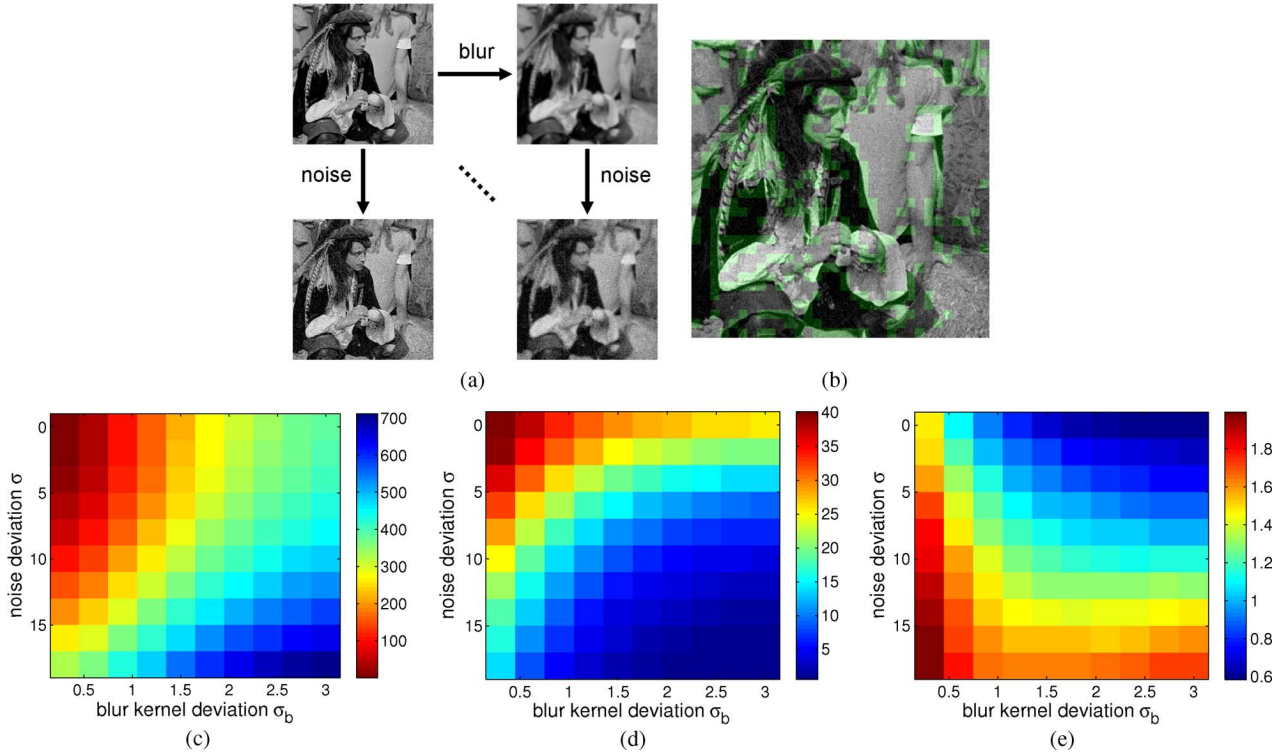 blur
noise
noise
(a)
(b)
0
5
10
15
noise deviation σ
0.5 1 1.5 2 2.5 3
blur kernel deviation σb
700
600
500
400
300
200
100
(c)
0
5
10
15
noise deviation σ
0.5 1 1.5 2 2.5 3
blur kernel deviation σb
40
35
30
25
20
15
10
5
(d)
0
5
10
15
noise deviation σ
0.5 1 1.5 2 2.5 3
blur kernel deviation σb
1.8
1.6
1.4
1.2
1
0.8
0.6
(e)